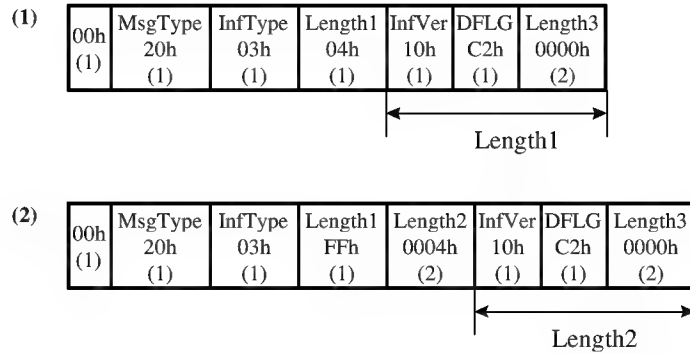 (1)
00h MsgType InfType Length1 InfVer DFLG Length3
20h 03h 04h 10h C2h 0000h
(1) (1) (1) (1) (1) (1) (2)
Length1
(2)
00h MsgType InfType Length1 Length2 InfVer DFLG Length3
20h 03h FFh 0004h 10h C2h 0000h
(1) (1) (1) (1) (2) (1) (1) (2)
Length2